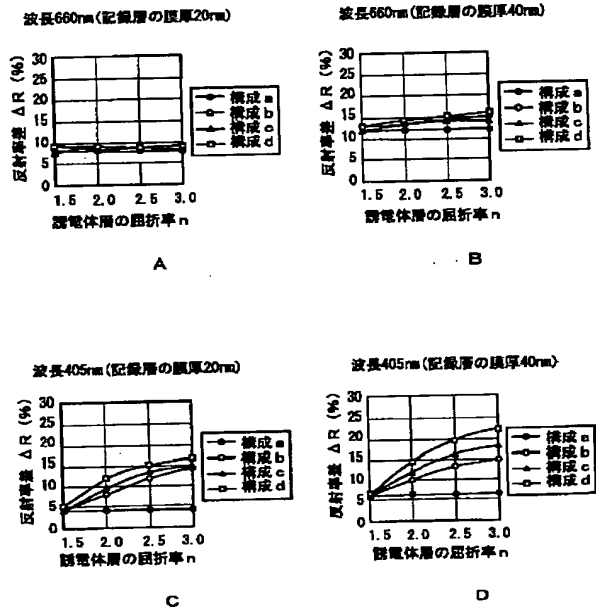 波長660nm(記録層の膜厚20nm)
反射率差 ΔR (%)
30
25
20
15
10
5
0
1.5 2.0 2.5 3.0
誘電体層の屈折率n
構成a
構成b
構成c
構成d
A
波長660nm(記録層の膜厚40nm)
反射率差 ΔR (%)
30
25
20
15
10
5
0
1.5 2.0 2.5 3.0
誘電体層の屈折率n
構成a
構成b
構成c
構成d
B
波長405nm(記録層の膜厚20nm)
反射率差 ΔR (%)
30
25
20
15
10
5
0
1.5 2.0 2.5 3.0
誘電体層の屈折率n
構成a
構成b
構成c
構成d
C
波長405nm(記録層の膜厚40nm)
反射率差 ΔR (%)
30
25
20
15
10
5
0
1.5 2.0 2.5 3.0
誘電体層の屈折率n
構成a
構成b
構成c
構成d
D